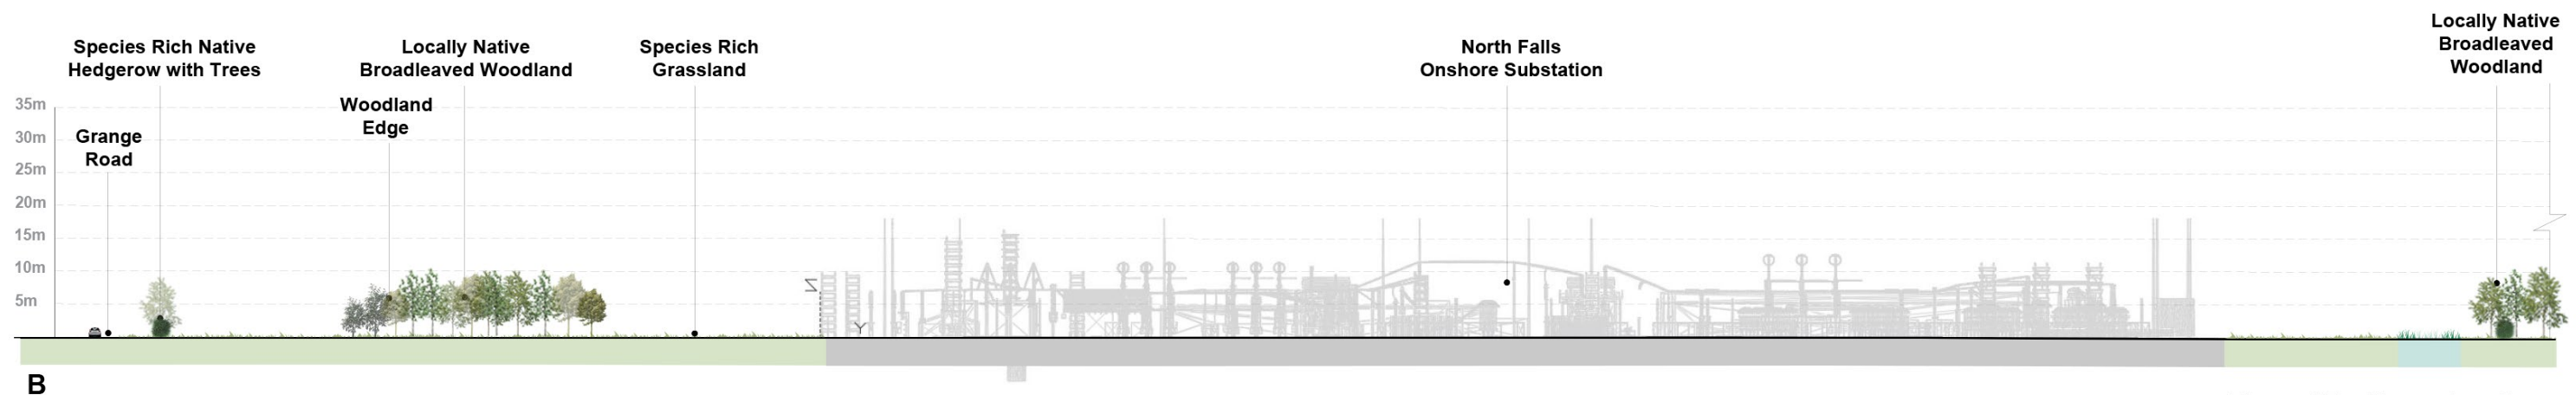 Species Rich Native
Hedgerow with Trees
Locally Native
Broadleaved Woodland
Species Rich
Grassland
North Falls
Onshore Substation
Locally Native
Broadleaved
Woodland
Woodland
Edge
Grange
Road
35m
30m
25m
20m
15m
10m
5m
Z
Y
B